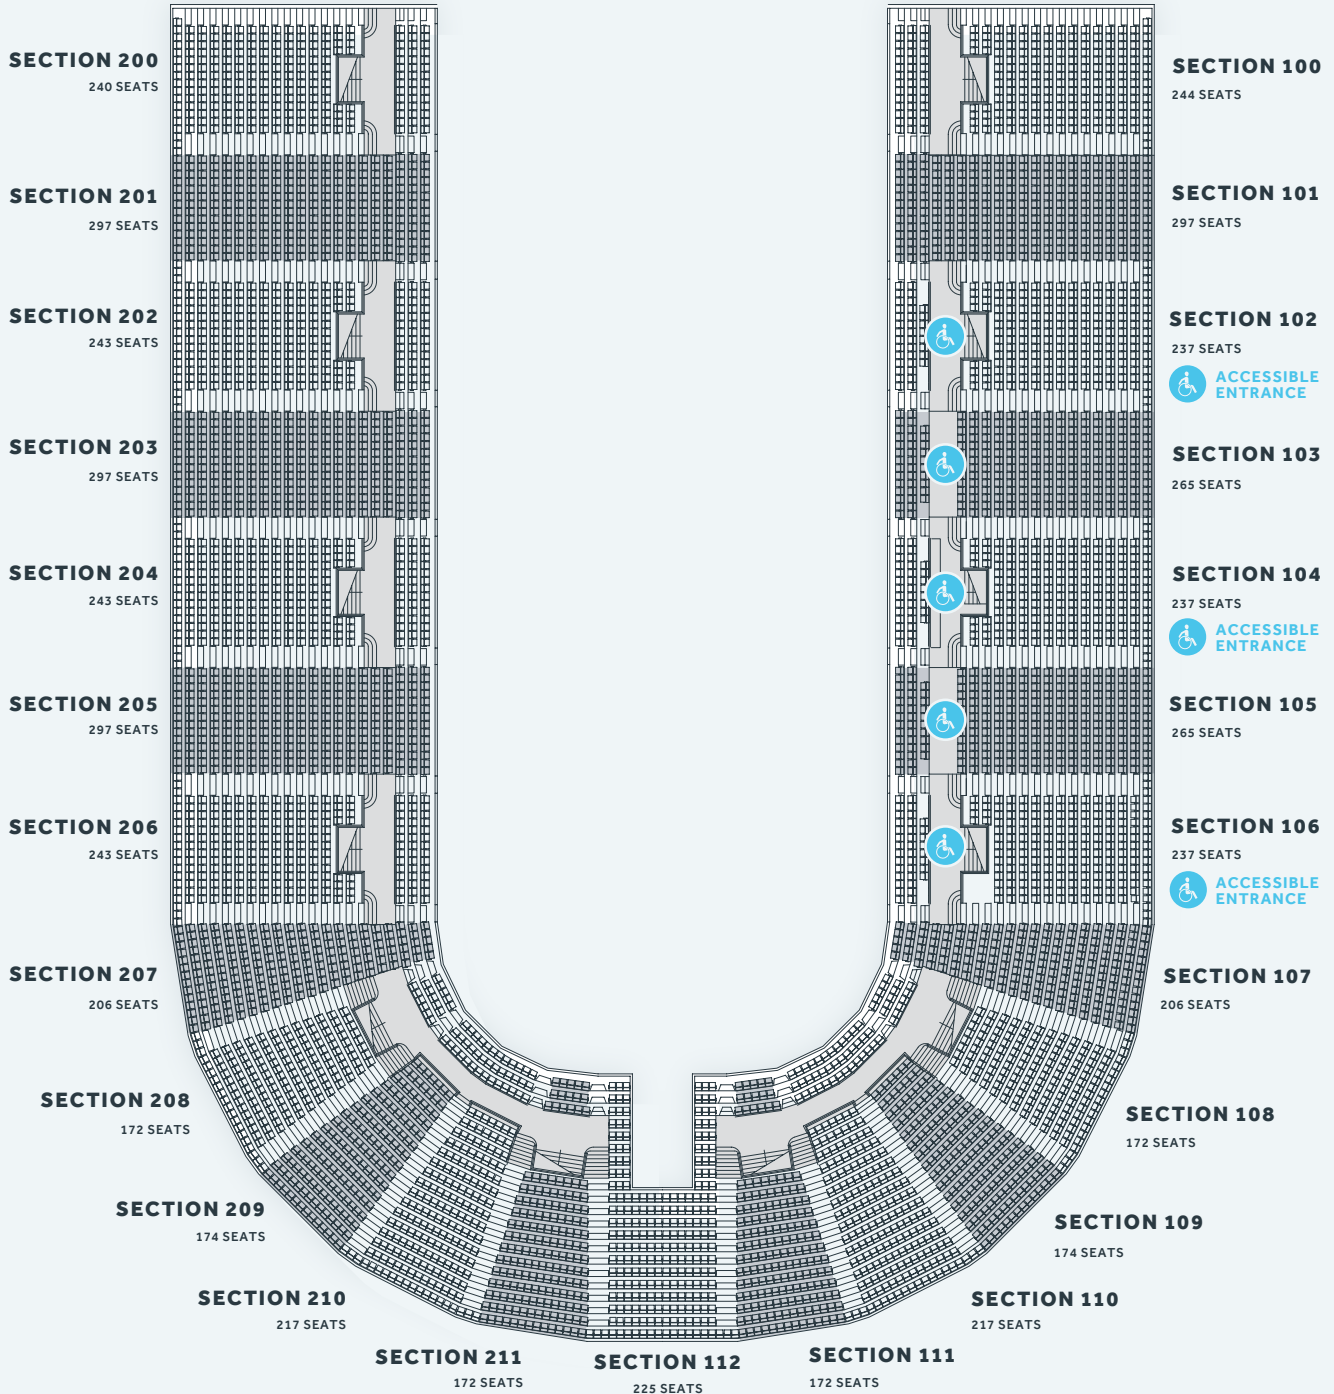 SECTION 200
240 SEATS
SECTION 201
297 SEATS
SECTION 202
243 SEATS
SECTION 203
297 SEATS
SECTION 204
243 SEATS
SECTION 205
297 SEATS
SECTION 206
243 SEATS
SECTION 207
206 SEATS
SECTION 208
172 SEATS
SECTION 209
174 SEATS
SECTION 210
217 SEATS
SECTION 211
172 SEATS
SECTION 112
225 SEATS
SECTION 111
172 SEATS
SECTION 110
217 SEATS
SECTION 109
174 SEATS
SECTION 108
172 SEATS
SECTION 107
206 SEATS
SECTION 106
237 SEATS
ACCESSIBLE
ENTRANCE
SECTION 105
265 SEATS
SECTION 104
237 SEATS
ACCESSIBLE
ENTRANCE
SECTION 103
265 SEATS
SECTION 102
237 SEATS
ACCESSIBLE
ENTRANCE
SECTION 101
297 SEATS
SECTION 100
244 SEATS